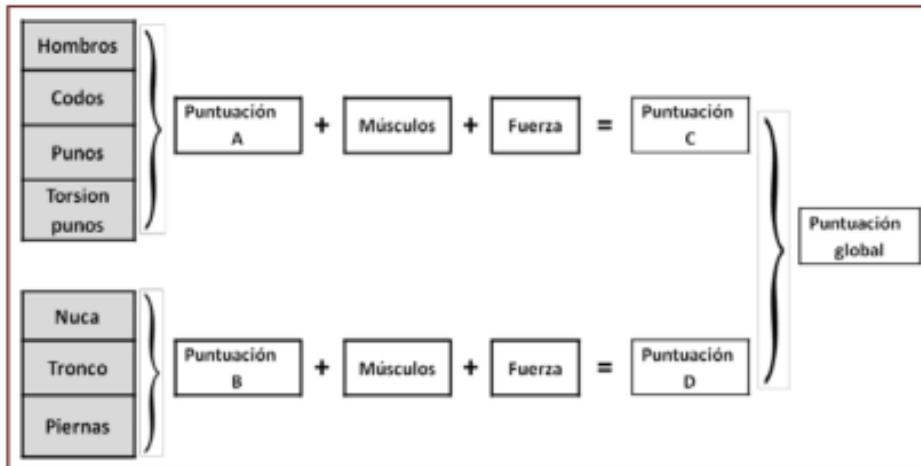 Hombros
Codos
Punos
Torsion
punos
Puntuación
A
+
Músculos
+
Fuerza
=
Puntuación
C
Puntuación
global
Nuca
Tronco
Piernas
Puntuación
B
+
Músculos
+
Fuerza
=
Puntuación
D